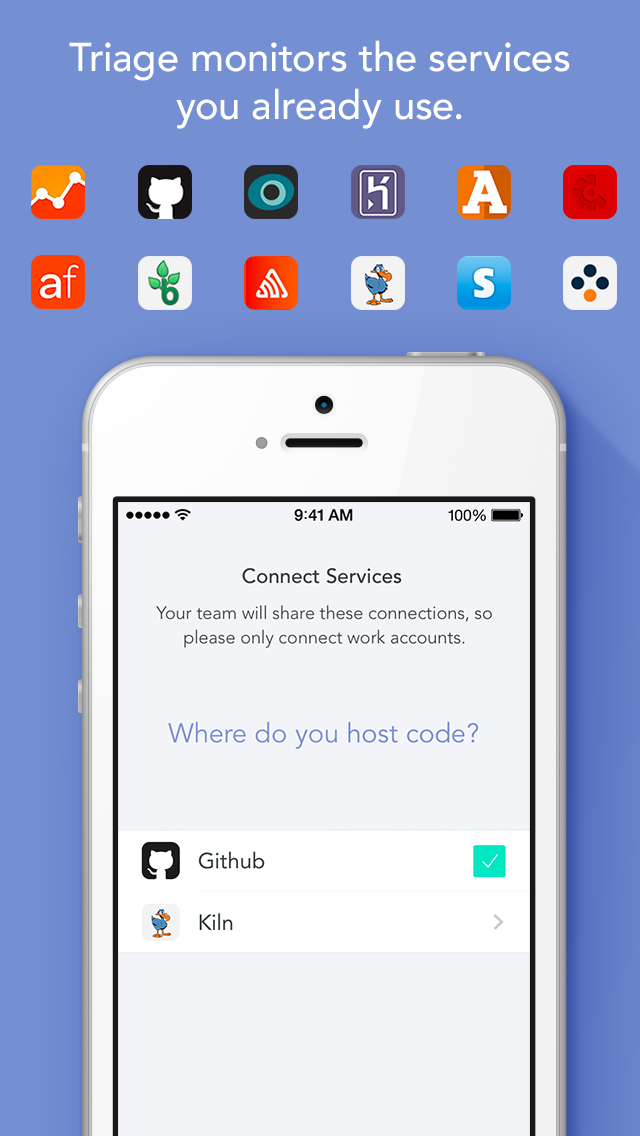 Triage monitors the services
you already use.
A
af
b
S
9:41 AM
100%
Connect Services
Your team will share these connections, so
please only connect work accounts.
Where do you host code?
Github
Kiln